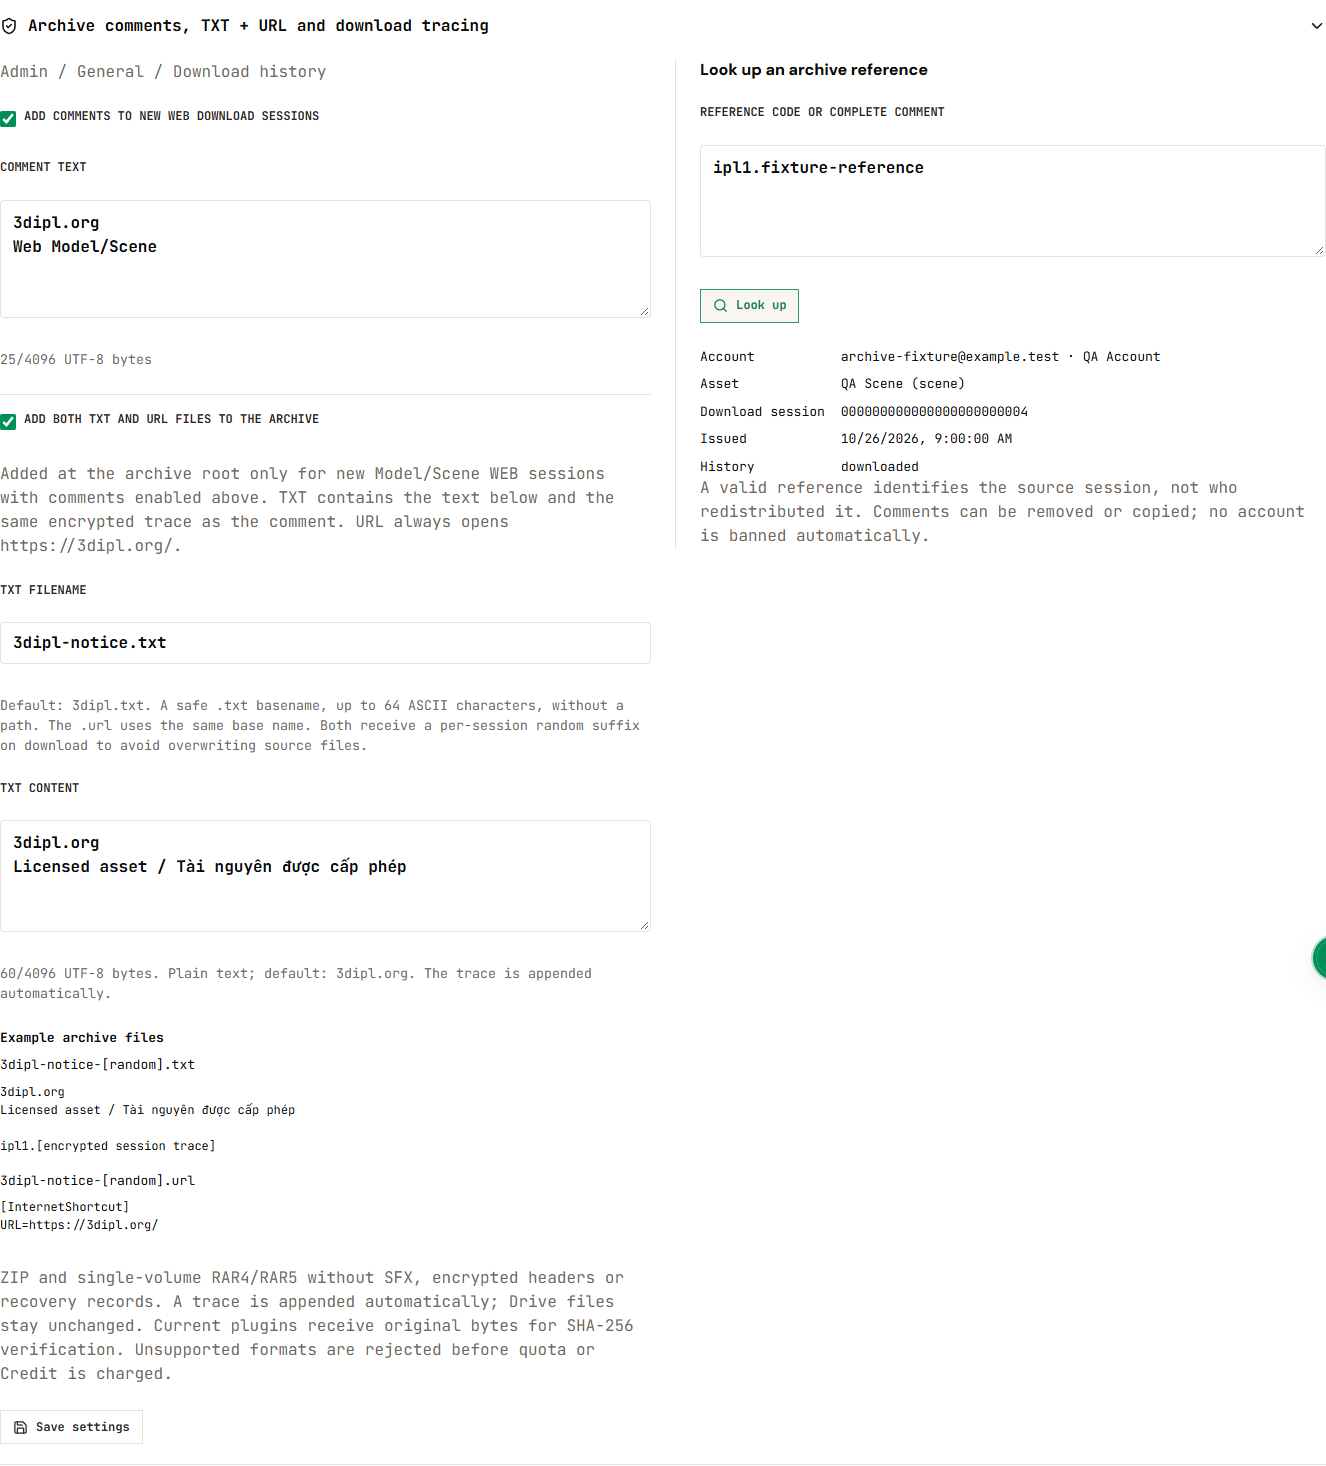 Archive comments, TXT + URL and download tracing
Admin / General / Download history
ADD COMMENTS TO NEW WEB DOWNLOAD SESSIONS
COMMENT TEXT
3dipl.org
Web Model/Scene
25/4096 UTF-8 bytes
ADD BOTH TXT AND URL FILES TO THE ARCHIVE
Added at the archive root only for new Model/Scene WEB sessions
with comments enabled above. TXT contains the text below and the
same encrypted trace as the comment. URL always opens
https://3dipl.org/.
TXT FILENAME
3dipl-notice.txt
Default: 3dipl.txt. A safe .txt basename, up to 64 ASCII characters, without a
path. The .url uses the same base name. Both receive a per-session random suffix
on download to avoid overwriting source files.
TXT CONTENT
3dipl.org
Licensed asset / Tài nguyên được cấp phép
60/4096 UTF-8 bytes. Plain text; default: 3dipl.org. The trace is appended
automatically.
Example archive files
3dipl-notice-[random].txt
3dipl.org
Licensed asset / Tài nguyên được cấp phép
ipl1.[encrypted session trace]
3dipl-notice-[random].url
[InternetShortcut]
URL=https://3dipl.org/
ZIP and single-volume RAR4/RAR5 without SFX, encrypted headers or
recovery records. A trace is appended automatically; Drive files
stay unchanged. Current plugins receive original bytes for SHA-256
verification. Unsupported formats are rejected before quota or
Credit is charged.
Save settings
Look up an archive reference
REFERENCE CODE OR COMPLETE COMMENT
ipl1.fixture-reference
Look up
Account archive-fixture@example.test · QA Account
Asset QA Scene (scene)
Download session 000000000000000000000004
Issued 10/26/2026, 9:00:00 AM
History downloaded
A valid reference identifies the source session, not who
redistributed it. Comments can be removed or copied; no account
is banned automatically.